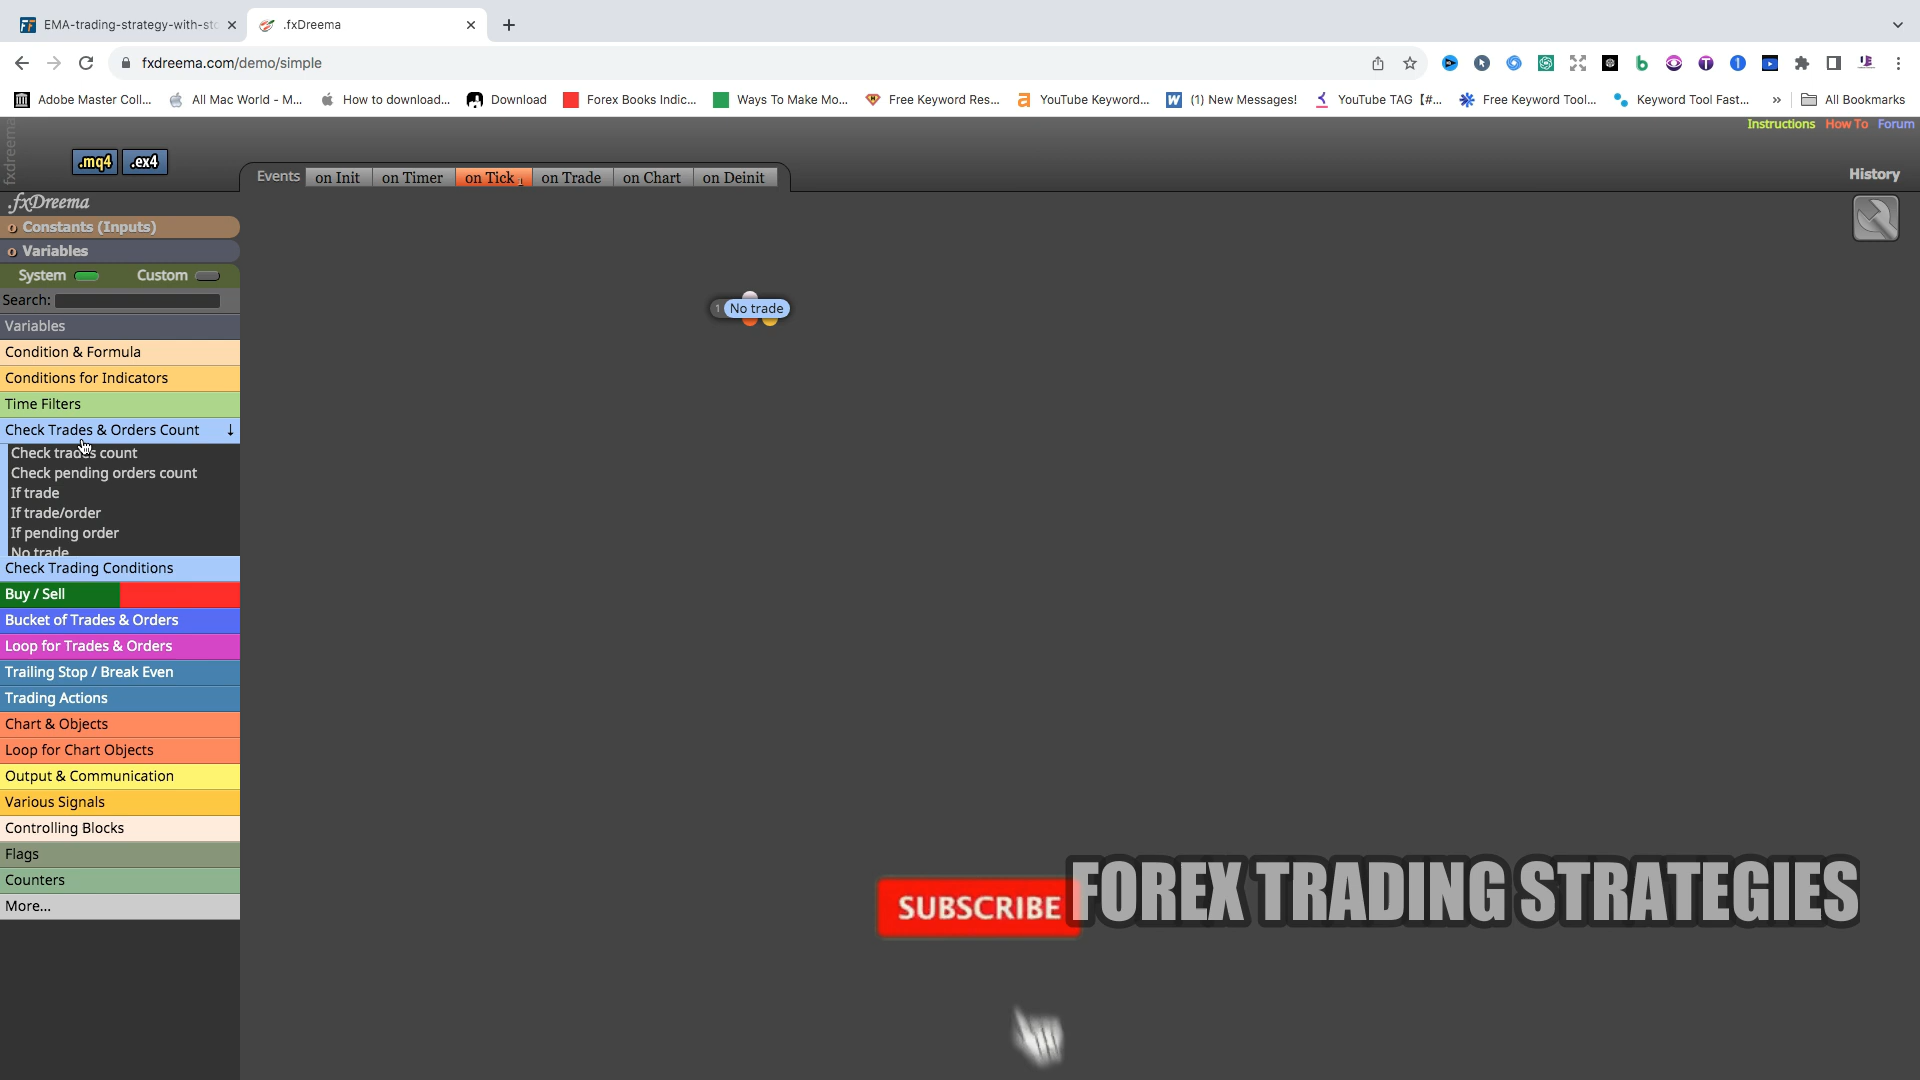 EMA-trading-strategy-with-sto
.fxDreema
fxdreema.com/demo/simple
Adobe Master Coll...
All Mac World - M...
How to download...
Download
Forex Books Indic...
Ways To Make Mo...
Free Keyword Res...
YouTube Keyword...
(1) New Messages!
YouTube TAG 【#...
Free Keyword Tool...
Keyword Tool Fast...
»
All Bookmarks
Instructions
How To
Forum
fxdreema
.mq4
.ex4
Events
on Init
on Timer
on Tick 1
on Trade
on Chart
on Deinit
History
.fxDreema
o Constants (Inputs)
o Variables
System
Custom
Search:
Variables
Condition & Formula
Conditions for Indicators
Time Filters
Check Trades & Orders Count ↓
Check trades count
Check pending orders count
If trade
If trade/order
If pending order
No trade
Check Trading Conditions
Buy / Sell
Bucket of Trades & Orders
Loop for Trades & Orders
Trailing Stop / Break Even
Trading Actions
Chart & Objects
Loop for Chart Objects
Output & Communication
Various Signals
Controlling Blocks
Flags
Counters
More...
1 No trade
SUBSCRIBE
FOREX TRADING STRATEGIES